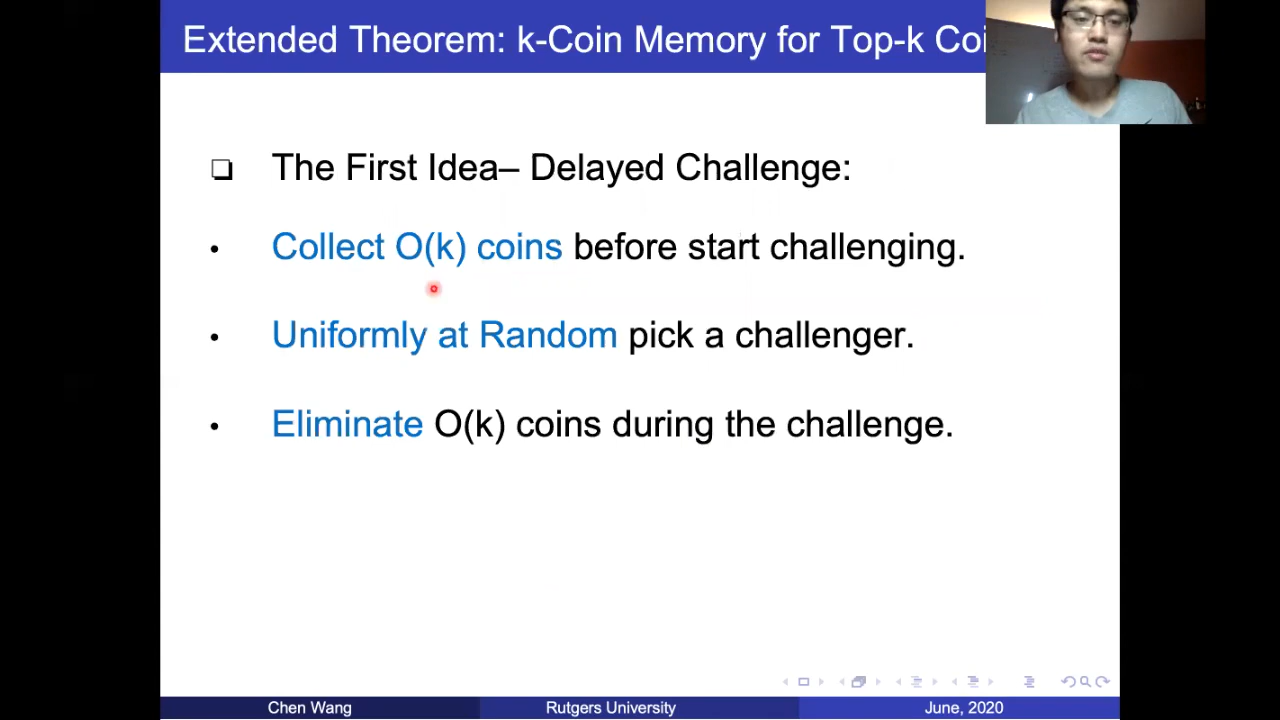 Extended Theorem: k-Coin Memory for Top-k Coi
❑ The First Idea– Delayed Challenge:
• Collect O(k) coins before start challenging.
• Uniformly at Random pick a challenger.
• Eliminate O(k) coins during the challenge.
Chen Wang Rutgers University June, 2020